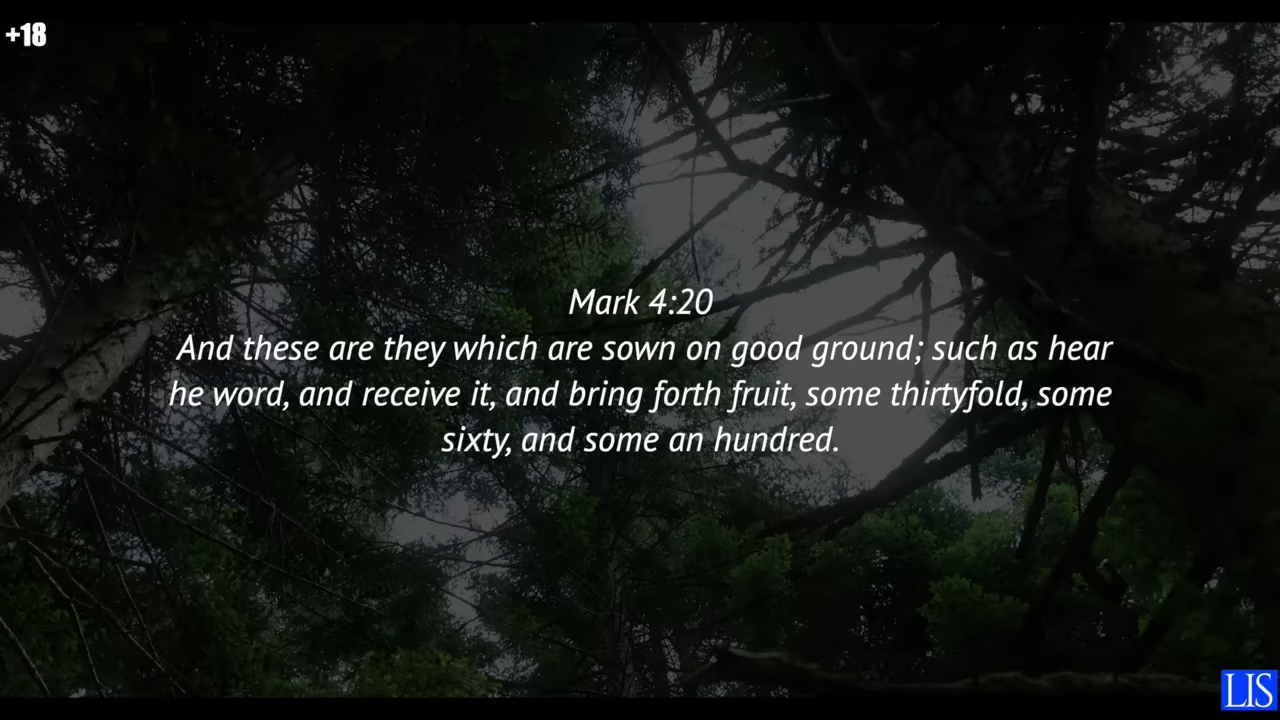 +18
Mark 4:20
And these are they which are sown on good ground; such as hear
he word, and receive it, and bring forth fruit, some thirtyfold, some
sixty, and some an hundred.
LIS